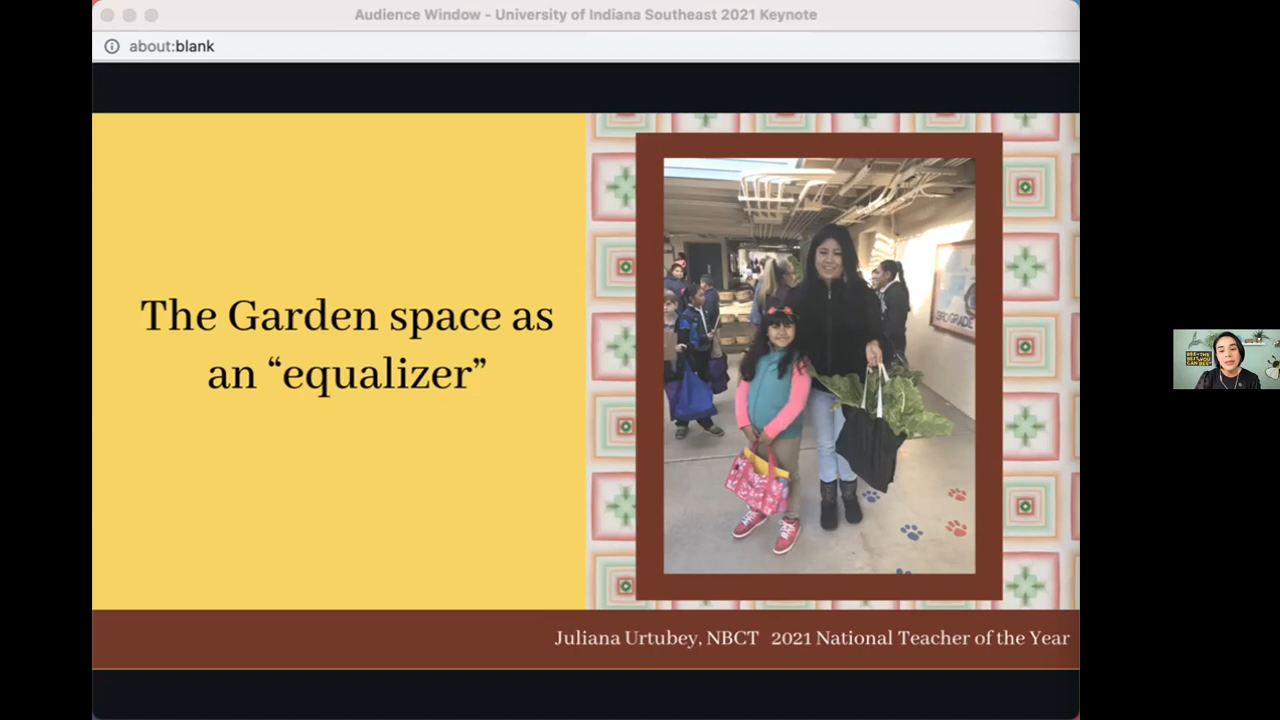 Audience Window - University of Indiana Southeast 2021 Keynote
about:blank
The Garden space as
an “equalizer”
Juliana Urtubey, NBCT 2021 National Teacher of the Year